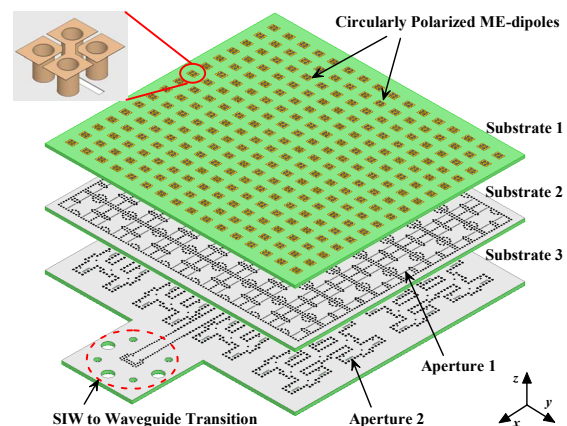 Circularly Polarized ME-dipoles
Substrate 1
Substrate 2
Substrate 3
Aperture 1
SIW to Waveguide Transition
Aperture 2
z
y
x